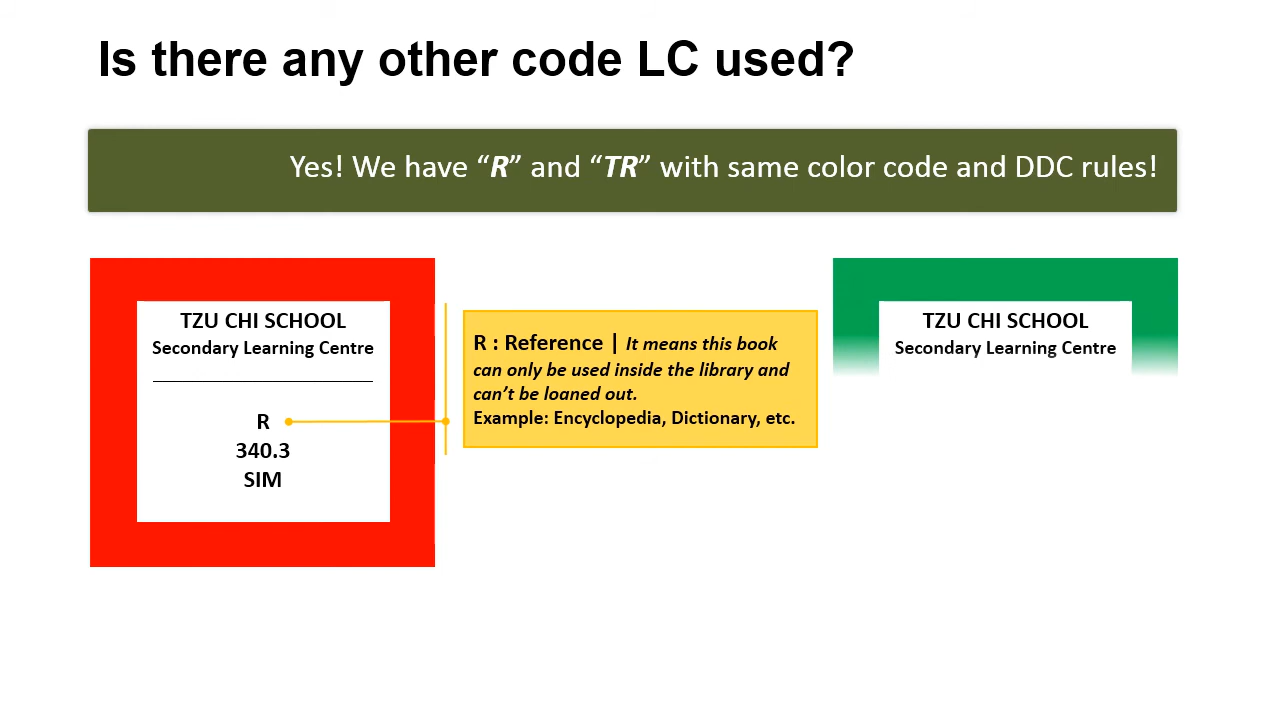 Is there any other code LC used?
Yes! We have “R” and “TR” with same color code and DDC rules!
TZU CHI SCHOOL
Secondary Learning Centre
R
340.3
SIM
R : Reference | It means this book
can only be used inside the library and
can’t be loaned out.
Example: Encyclopedia, Dictionary, etc.
TZU CHI SCHOOL
Secondary Learning Centre